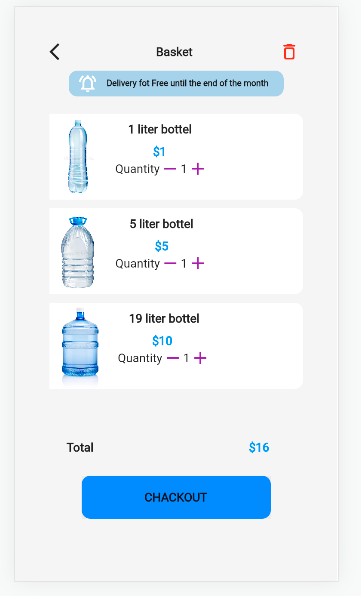 Basket
Delivery fot Free until the end of the month
1 liter bottel
$1
Quantity — 1 +
5 liter bottel
$5
Quantity — 1 +
19 liter bottel
$10
Quantity — 1 +
Total $16
CHACKOUT